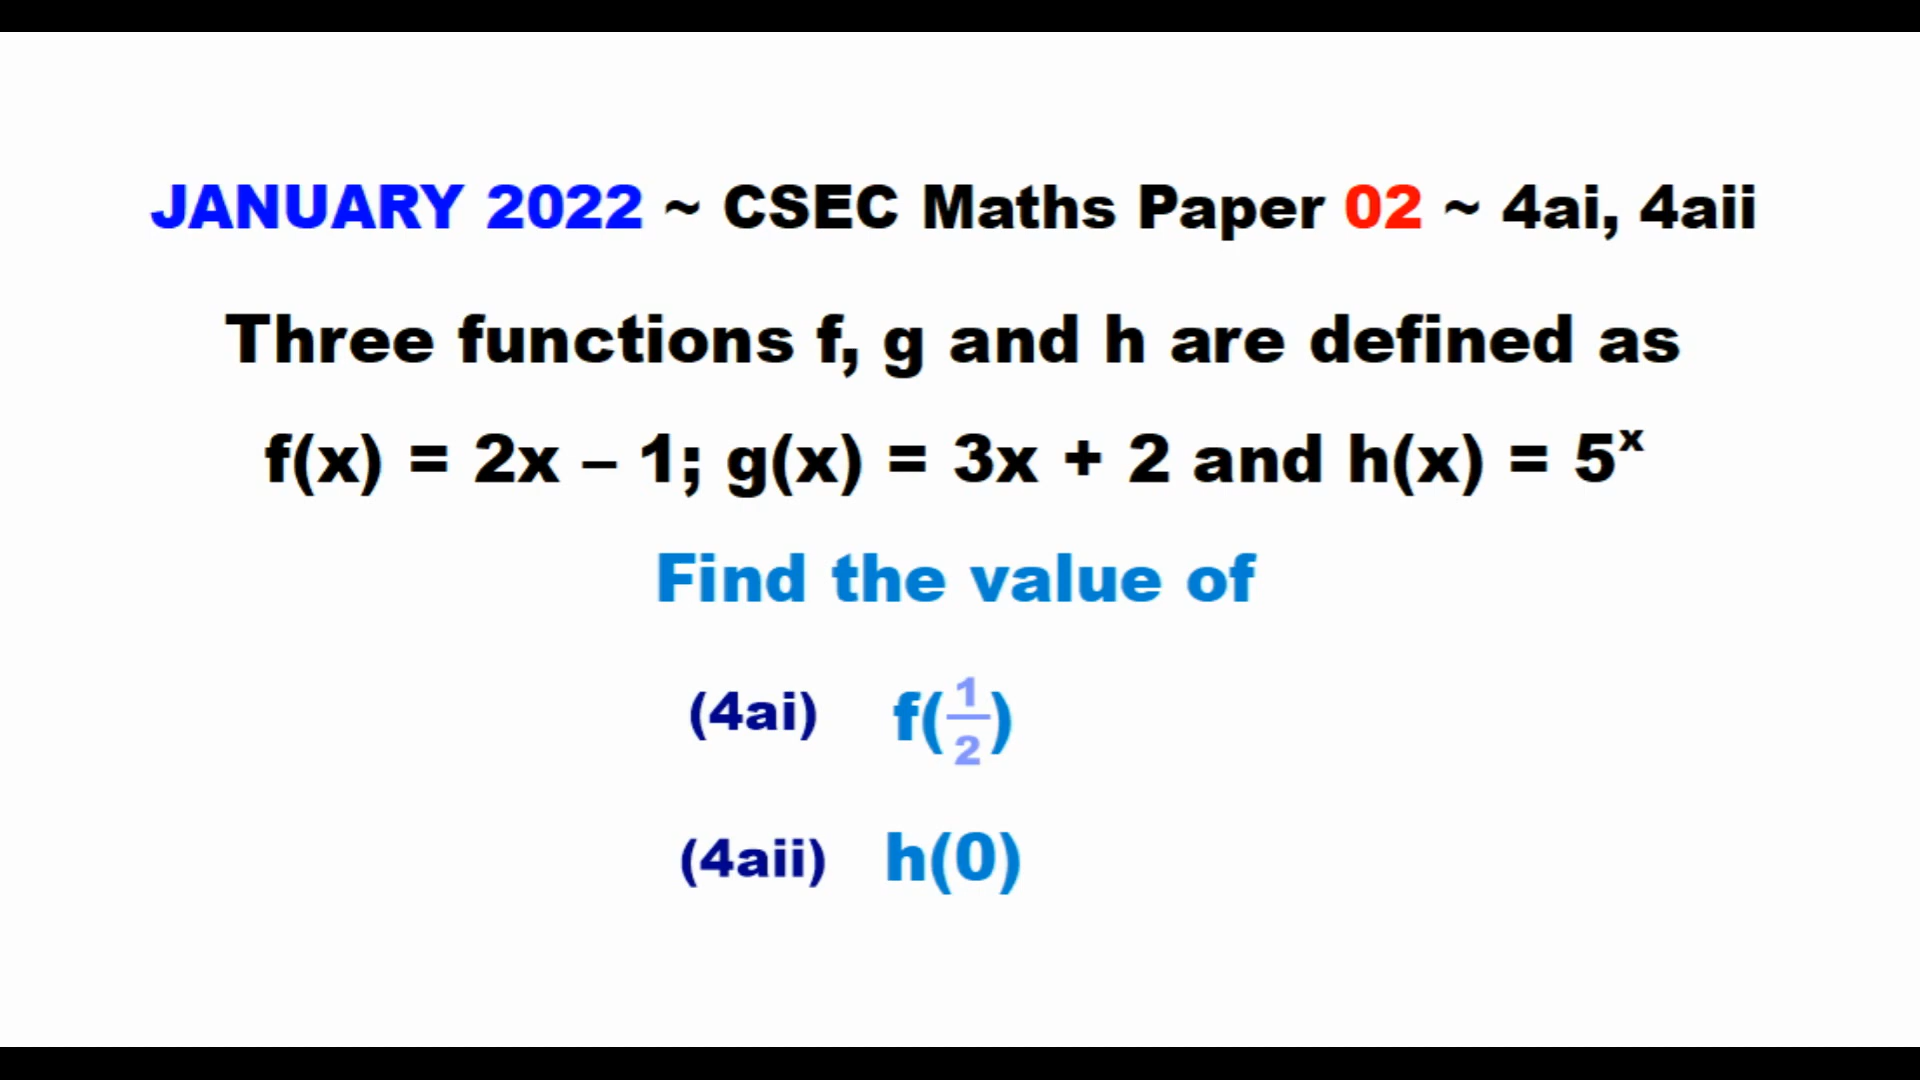 JANUARY 2022 ~ CSEC Maths Paper 02 ~ 4ai, 4aii
Three functions f, g and h are defined as
f(x) = 2x – 1; g(x) = 3x + 2 and h(x) = 5ˣ
Find the value of
(4ai) f(1/2)
(4aii) h(0)